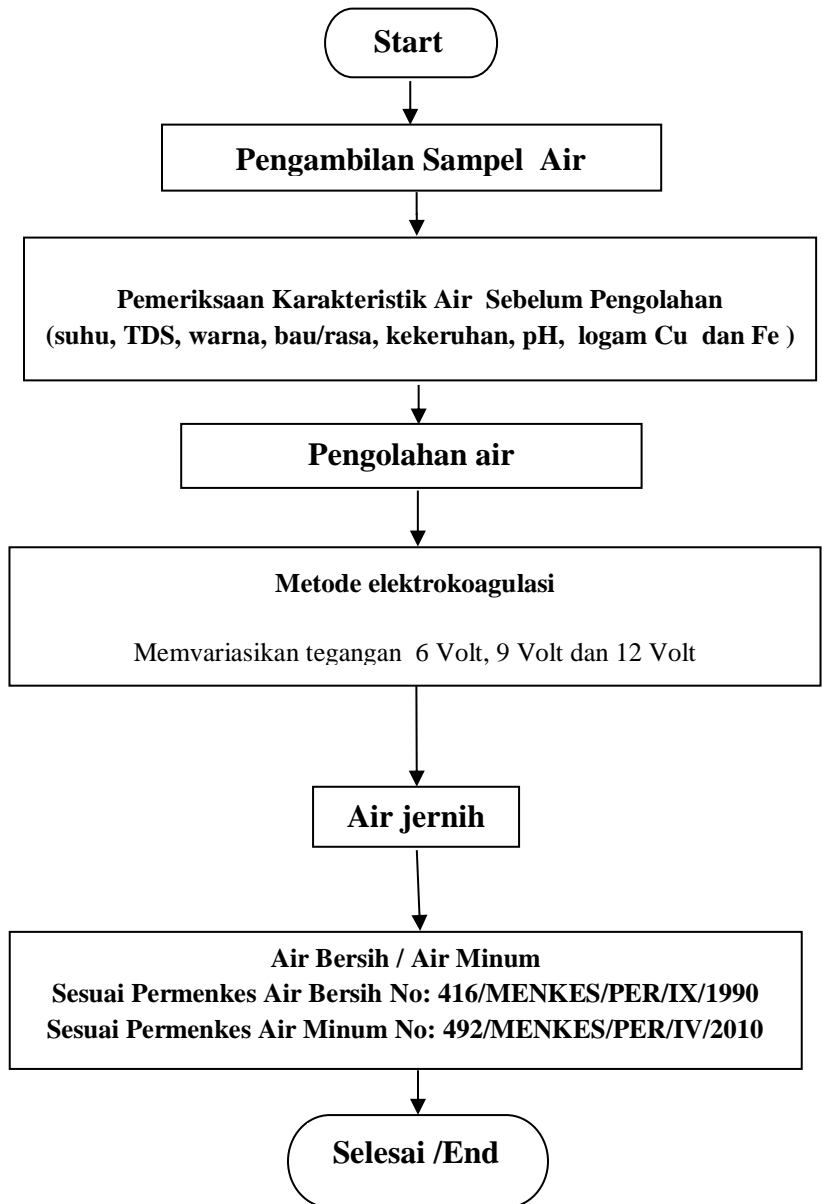 Start
Pengambilan Sampel Air
Pemeriksaan Karakteristik Air Sebelum Pengolahan
(suhu, TDS, warna, bau/rasa, kekeruhan, pH, logam Cu dan Fe )
Pengolahan air
Metode elektrokoagulasi
Memvariasikan tegangan 6 Volt, 9 Volt dan 12 Volt
Air jernih
Air Bersih / Air Minum
Sesuai Permenkes Air Bersih No: 416/MENKES/PER/IX/1990
Sesuai Permenkes Air Minum No: 492/MENKES/PER/IV/2010
Selesai /End